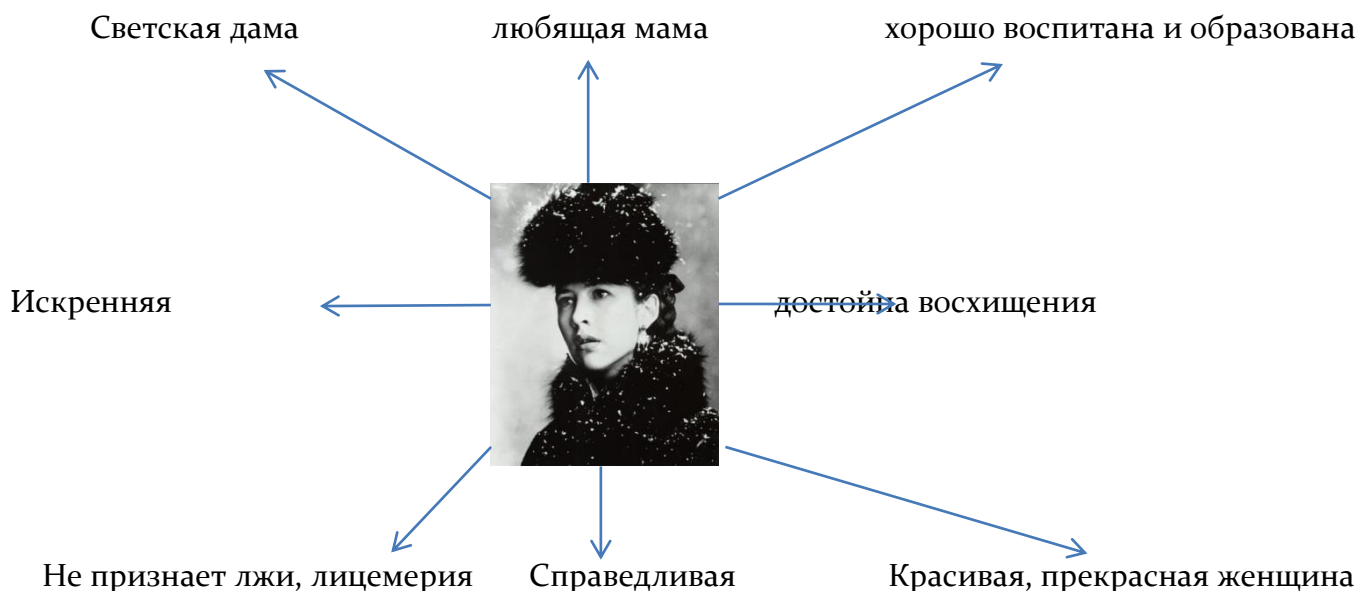 Светская дама любящая мама хорошо воспитана и образована
Искренняя достойна восхищения
Не признает лжи, лицемерия Справедливая Красивая, прекрасная женщина